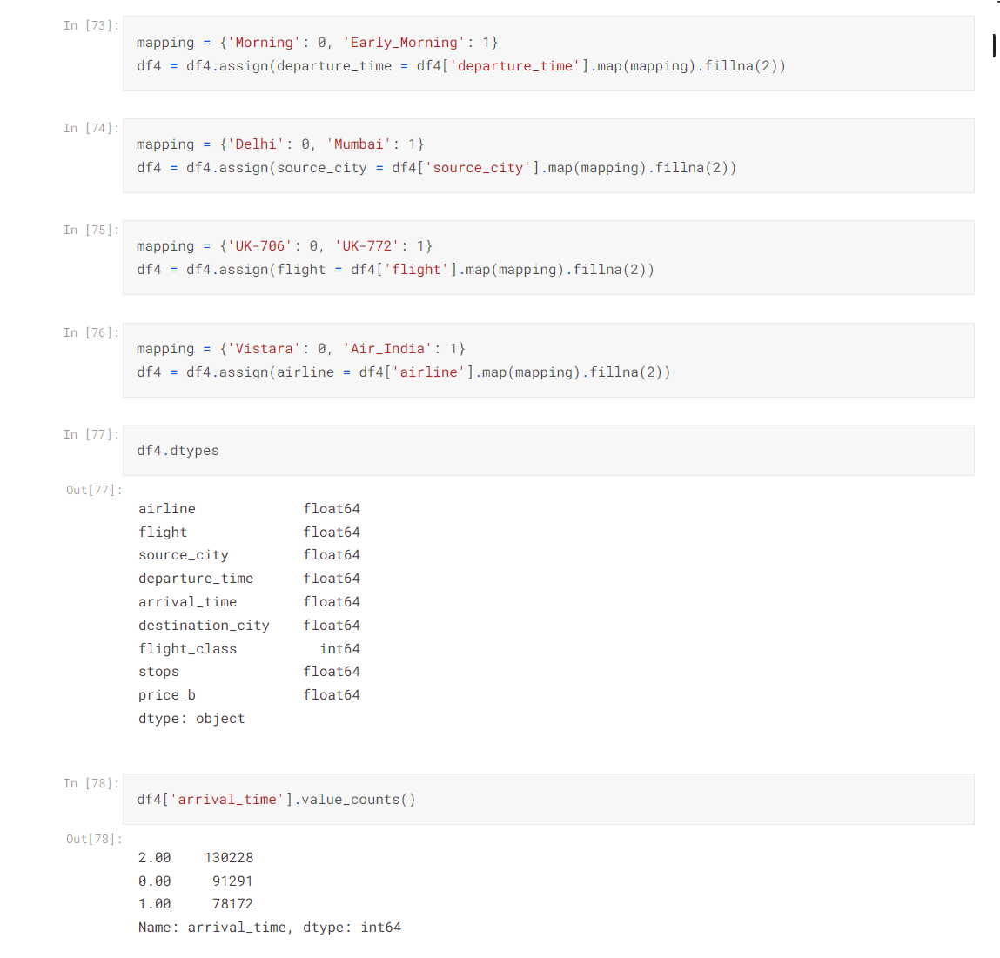 In [73]:
mapping = {'Morning': 0, 'Early_Morning': 1}
df4 = df4.assign(departure_time = df4['departure_time'].map(mapping).fillna(2))
In [74]:
mapping = {'Delhi': 0, 'Mumbai': 1}
df4 = df4.assign(source_city = df4['source_city'].map(mapping).fillna(2))
In [75]:
mapping = {'UK-706': 0, 'UK-772': 1}
df4 = df4.assign(flight = df4['flight'].map(mapping).fillna(2))
In [76]:
mapping = {'Vistara': 0, 'Air_India': 1}
df4 = df4.assign(airline = df4['airline'].map(mapping).fillna(2))
In [77]:
df4.dtypes
Out[77]:
airline             float64
flight              float64
source_city         float64
departure_time      float64
arrival_time        float64
destination_city    float64
flight_class          int64
stops               float64
price_b             float64
dtype: object
In [78]:
df4['arrival_time'].value_counts()
Out[78]:
2.00    130228
0.00     91291
1.00     78172
Name: arrival_time, dtype: int64